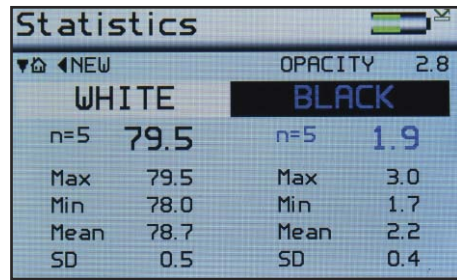 Statistics
NEW OPACITY 2.8
WHITE BLACK
n=5 79.5 n=5 1.9
Max 79.5 Max 3.0
Min 78.0 Min 1.7
Mean 78.7 Mean 2.2
SD 0.5 SD 0.4